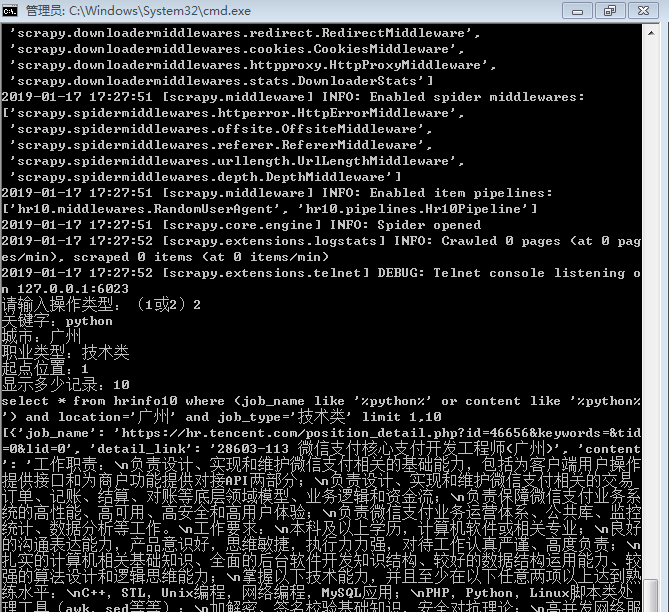 管理员: C:\Windows\System32\cmd.exe
'scrapy.downloadermiddlewares.redirect.RedirectMiddleware',
'scrapy.downloadermiddlewares.cookies.CookiesMiddleware',
'scrapy.downloadermiddlewares.httpproxy.HttpProxyMiddleware',
'scrapy.downloadermiddlewares.stats.DownloaderStats']
2019-01-17 17:27:51 [scrapy.middleware] INFO: Enabled spider middlewares:
['scrapy.spidermiddlewares.httperror.HttpErrorMiddleware',
'scrapy.spidermiddlewares.offsite.OffsiteMiddleware',
'scrapy.spidermiddlewares.referer.RefererMiddleware',
'scrapy.spidermiddlewares.urllength.UrlLengthMiddleware',
'scrapy.spidermiddlewares.depth.DepthMiddleware']
2019-01-17 17:27:51 [scrapy.middleware] INFO: Enabled item pipelines:
['hr10.middlewares.RandomUserAgent', 'hr10.pipelines.Hr10Pipeline']
2019-01-17 17:27:51 [scrapy.core.engine] INFO: Spider opened
2019-01-17 17:27:52 [scrapy.extensions.logstats] INFO: Crawled 0 pages (at 0 pag
es/min), scraped 0 items (at 0 items/min)
2019-01-17 17:27:52 [scrapy.extensions.telnet] DEBUG: Telnet console listening o
n 127.0.0.1:6023
请输入操作类型：（1或2）2
关键字：python
城市：广州
职业类型：技术类
起点位置：1
显示多少记录：10
select * from hrinfo10 where (job_name like '%python%' or content like '%python%
') and location='广州' and job_type='技术类' limit 1,10
[{'job_name': 'https://hr.tencent.com/position_detail.php?id=46656&keywords=&tid
=0&lid=0', 'detail_link': '28603-113 微信支付核心支付开发工程师(广州)', 'content
': '工作职责：\n负责设计、实现和维护微信支付相关的基础能力，包括为客户端用户操作
提供接口和为商户功能提供对接API两部分；\n负责设计、实现和维护微信支付相关的交易
订单、记账、结算、对账等底层领域模型、业务逻辑和资金流；\n负责保障微信支付业务系
统的高性能、高可用、高安全和高用户体验；\n负责微信支付业务运营体系、公共库、监控
统计、数据分析等工作。\n工作要求：\n本科及以上学历，计算机软件或相关专业；\n良好
的沟通表达能力，产品意识好，思维敏捷，执行力力强，对待工作认真严谨、高度负责；\n
扎实的计算机相关基础知识、全面的后台软件开发知识结构、较好的数据结构运用能力、较
强的算法设计和逻辑思维能力；\n掌握以下技术能力，并且至少在以下任意两项以上达到熟
练水平：\nC++, STL, Unix编程, 网络编程, MySQL应用；\nPHP, Python, Linux脚本类处
理工具（awk, sed等等）；\n加解密、签名校验基础知识、安全对抗理论；\n高并发网络服